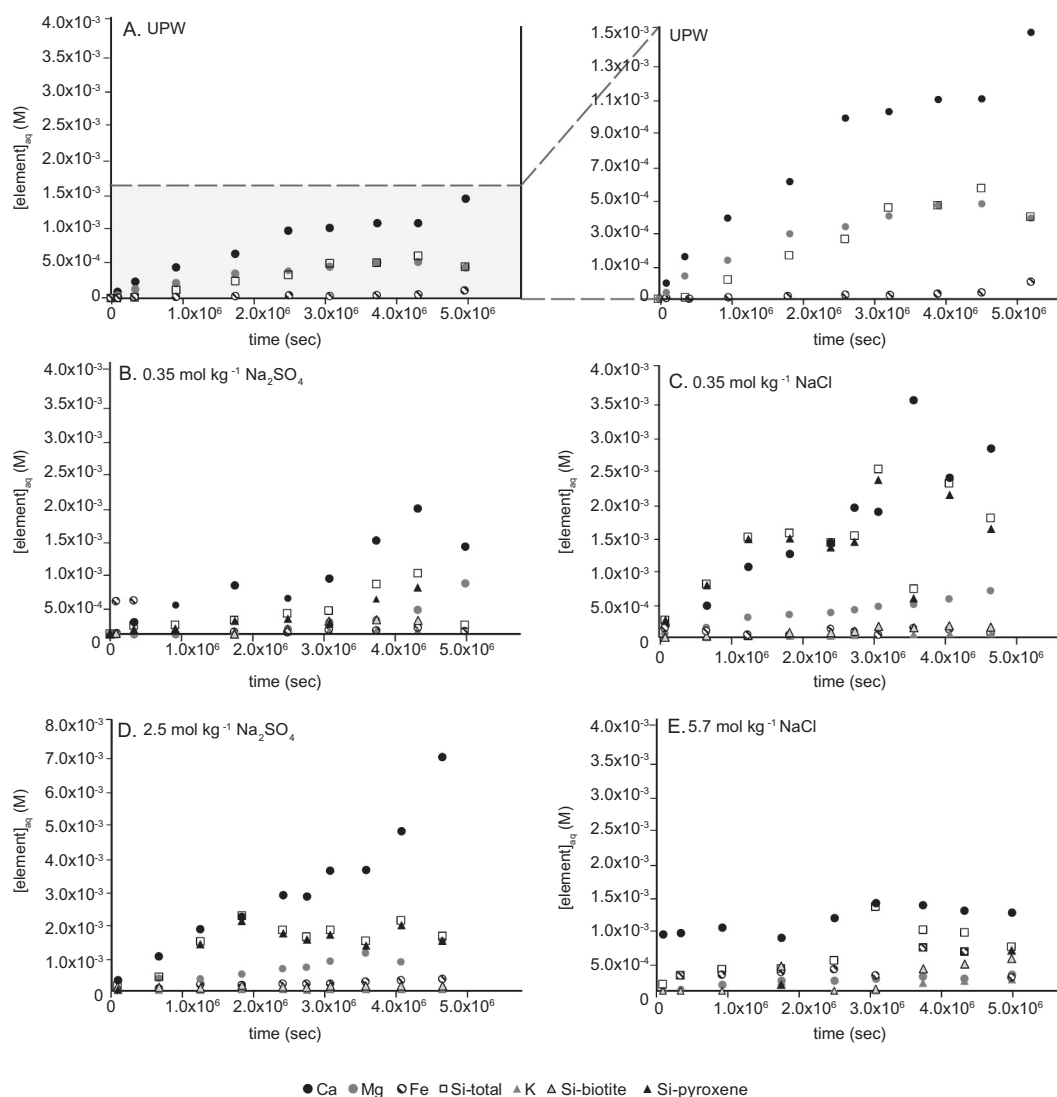 A. UPW
4.0x10⁻³
3.5x10⁻³
3.0x10⁻³
2.5x10⁻³
2.0x10⁻³
1.5x10⁻³
1.0x10⁻³
5.0x10⁻⁴
0
[element]aq (M)
0 1.0x10⁶ 2.0x10⁶ 3.0x10⁶ 4.0x10⁶ 5.0x10⁶
time (sec)
UPW
1.5x10⁻³
1.3x10⁻³
1.1x10⁻³
9.0x10⁻⁴
7.0x10⁻⁴
5.0x10⁻⁴
3.0x10⁻⁴
1.0x10⁻⁴
0
[element]aq (M)
0 1.0x10⁶ 2.0x10⁶ 3.0x10⁶ 4.0x10⁶ 5.0x10⁶
time (sec)
B. 0.35 mol kg⁻¹ Na₂SO₄
4.0x10⁻³
3.5x10⁻³
3.0x10⁻³
2.5x10⁻³
2.0x10⁻³
1.5x10⁻³
1.0x10⁻³
5.0x10⁻⁴
0
[element]aq (M)
0 1.0x10⁶ 2.0x10⁶ 3.0x10⁶ 4.0x10⁶ 5.0x10⁶
time (sec)
C. 0.35 mol kg⁻¹ NaCl
4.0x10⁻³
3.5x10⁻³
3.0x10⁻³
2.5x10⁻³
2.0x10⁻³
1.5x10⁻³
1.0x10⁻³
5.0x10⁻⁴
0
[element]aq (M)
0 1.0x10⁶ 2.0x10⁶ 3.0x10⁶ 4.0x10⁶ 5.0x10⁶
time (sec)
D. 2.5 mol kg⁻¹ Na₂SO₄
8.0x10⁻³
7.0x10⁻³
6.0x10⁻³
5.0x10⁻³
4.0x10⁻³
3.0x10⁻³
2.0x10⁻³
1.0x10⁻³
0
[element]aq (M)
0 1.0x10⁶ 2.0x10⁶ 3.0x10⁶ 4.0x10⁶ 5.0x10⁶
time (sec)
E. 5.7 mol kg⁻¹ NaCl
4.0x10⁻³
3.5x10⁻³
3.0x10⁻³
2.5x10⁻³
2.0x10⁻³
1.5x10⁻³
1.0x10⁻³
5.0x10⁻⁴
0
[element]aq (M)
0 1.0x10⁶ 2.0x10⁶ 3.0x10⁶ 4.0x10⁶ 5.0x10⁶
time (sec)
Ca Mg Fe Si-total K Si-biotite Si-pyroxene